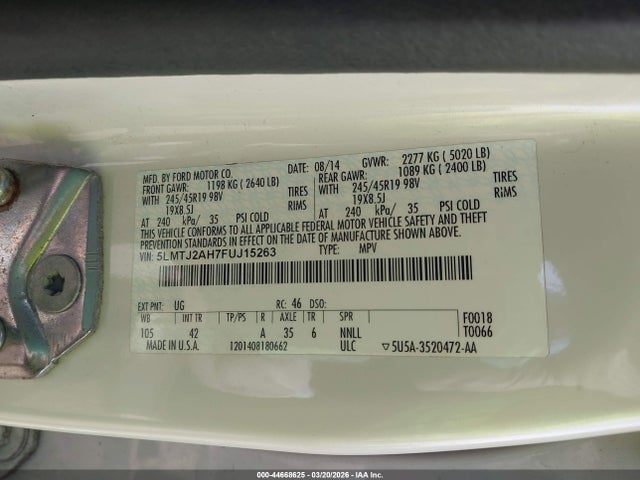 MFD. BY FORD MOTOR CO.
DATE: 08/14 GVWR: 2277 KG ( 5020 LB)
FRONT GAWR: 1198 KG ( 2640 LB) REAR GAWR: 1089 KG ( 2400 LB)
WITH 245/45R19 98V TIRES WITH 245/45R19 98V TIRES
19X8.5J RIMS 19X8.5J RIMS
AT 240 kPa/ 35 PSI COLD AT 240 kPa/ 35 PSI COLD
THIS VEHICLE CONFORMS TO ALL APPLICABLE FEDERAL MOTOR VEHICLE SAFETY AND THEFT
PREVENTION STANDARDS IN EFFECT ON THE DATE OF MANUFACTURE SHOWN ABOVE.
VIN: 5LMTJ2AH7FUJ15263 TYPE: MPV
EXT PNT: UG RC: 46 DSO:
WB INT TR TP/PS R AXLE TR SPR F0018
105 42 A 35 6 NNLL T0066
MADE IN U.S.A. 1201408180662 ULC ▽5U5A-3520472-AA
000-44668625 | 03/20/2026 | IAA Inc.